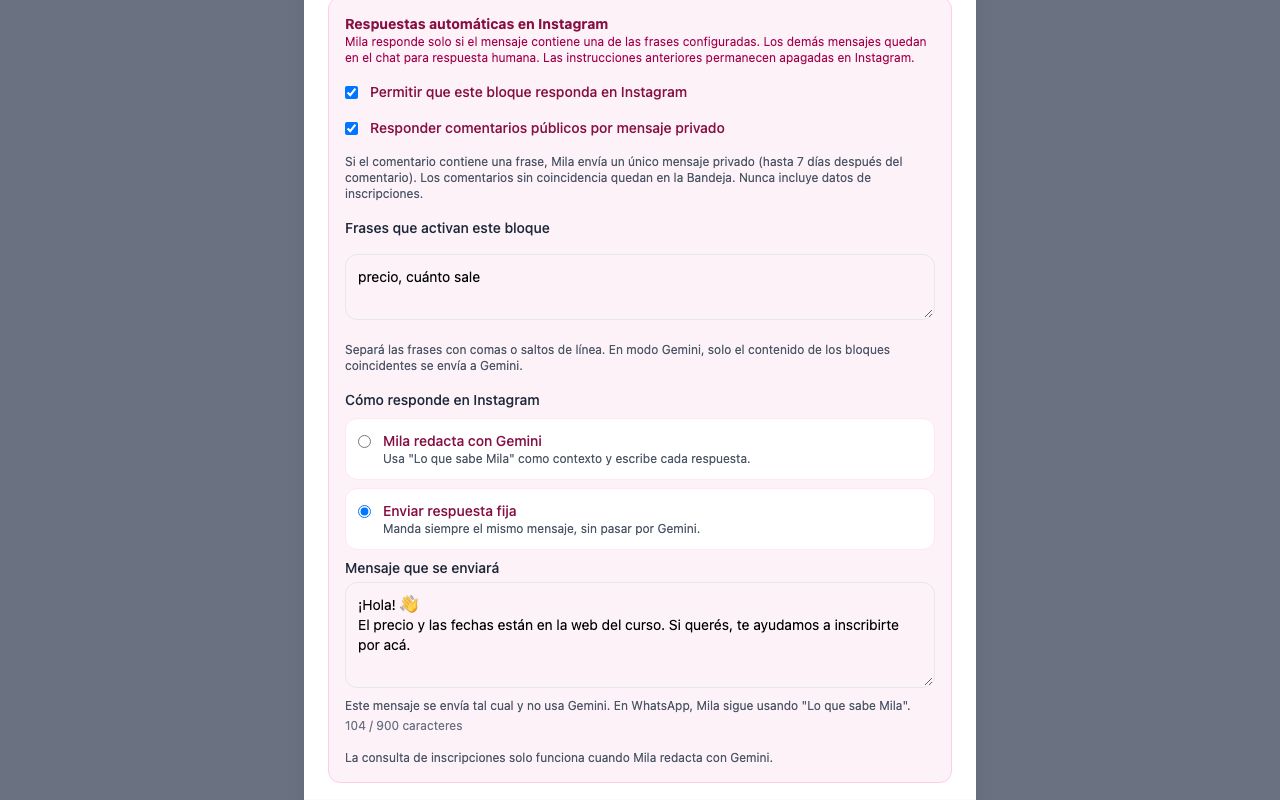 Respuestas automáticas en Instagram
Mila responde solo si el mensaje contiene una de las frases configuradas. Los demás mensajes quedan
en el chat para respuesta humana. Las instrucciones anteriores permanecen apagadas en Instagram.
Permitir que este bloque responda en Instagram
Responder comentarios públicos por mensaje privado
Si el comentario contiene una frase, Mila envía un único mensaje privado (hasta 7 días después del
comentario). Los comentarios sin coincidencia quedan en la Bandeja. Nunca incluye datos de
inscripciones.
Frases que activan este bloque
precio, cuánto sale
Separá las frases con comas o saltos de línea. En modo Gemini, solo el contenido de los bloques
coincidentes se envía a Gemini.
Cómo responde en Instagram
Mila redacta con Gemini
Usa "Lo que sabe Mila" como contexto y escribe cada respuesta.
Enviar respuesta fija
Manda siempre el mismo mensaje, sin pasar por Gemini.
Mensaje que se enviará
¡Hola! 👋
El precio y las fechas están en la web del curso. Si querés, te ayudamos a inscribirte
por acá.
Este mensaje se envía tal cual y no usa Gemini. En WhatsApp, Mila sigue usando "Lo que sabe Mila".
104 / 900 caracteres
La consulta de inscripciones solo funciona cuando Mila redacta con Gemini.